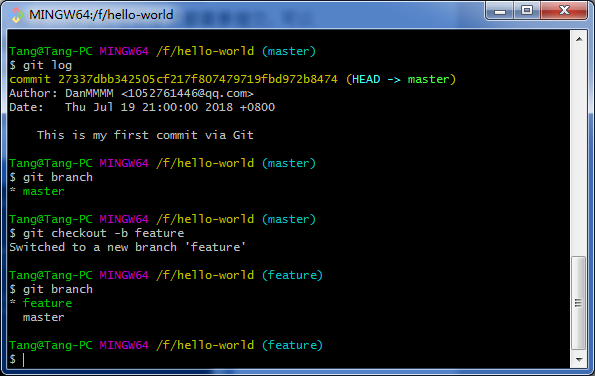 MINGW64:/f/hello-world
Tang@Tang-PC MINGW64 /f/hello-world (master)
$ git log
commit 27337dbb342505cf217f807479719fbd972b8474 (HEAD -> master)
Author: DanMMMM <1052761446@qq.com>
Date:   Thu Jul 19 21:00:00 2018 +0800
    This is my first commit via Git
Tang@Tang-PC MINGW64 /f/hello-world (master)
$ git branch
* master
Tang@Tang-PC MINGW64 /f/hello-world (master)
$ git checkout -b feature
Switched to a new branch 'feature'
Tang@Tang-PC MINGW64 /f/hello-world (feature)
$ git branch
* feature
  master
Tang@Tang-PC MINGW64 /f/hello-world (feature)
$